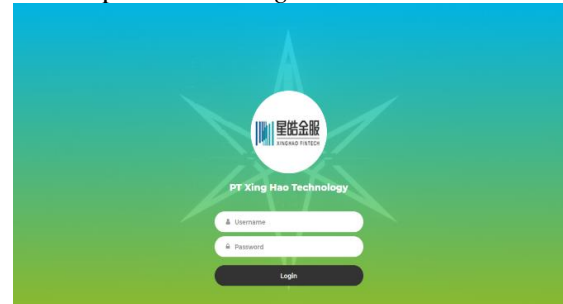 星皓金服
XINGHAO FINTECH
PT Xing Hao Technology
Username
Password
Login